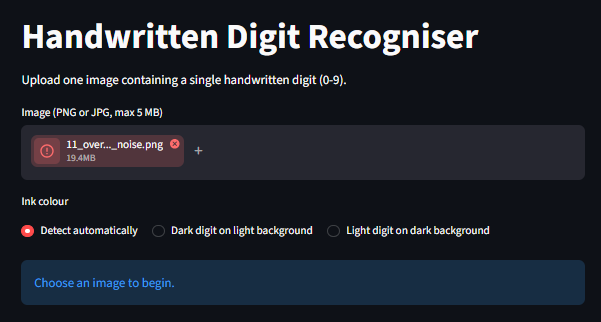 Handwritten Digit Recogniser
Upload one image containing a single handwritten digit (0-9).
Image (PNG or JPG, max 5 MB)
11_over..._noise.png
19.4MB
Ink colour
Detect automatically
Dark digit on light background
Light digit on dark background
Choose an image to begin.